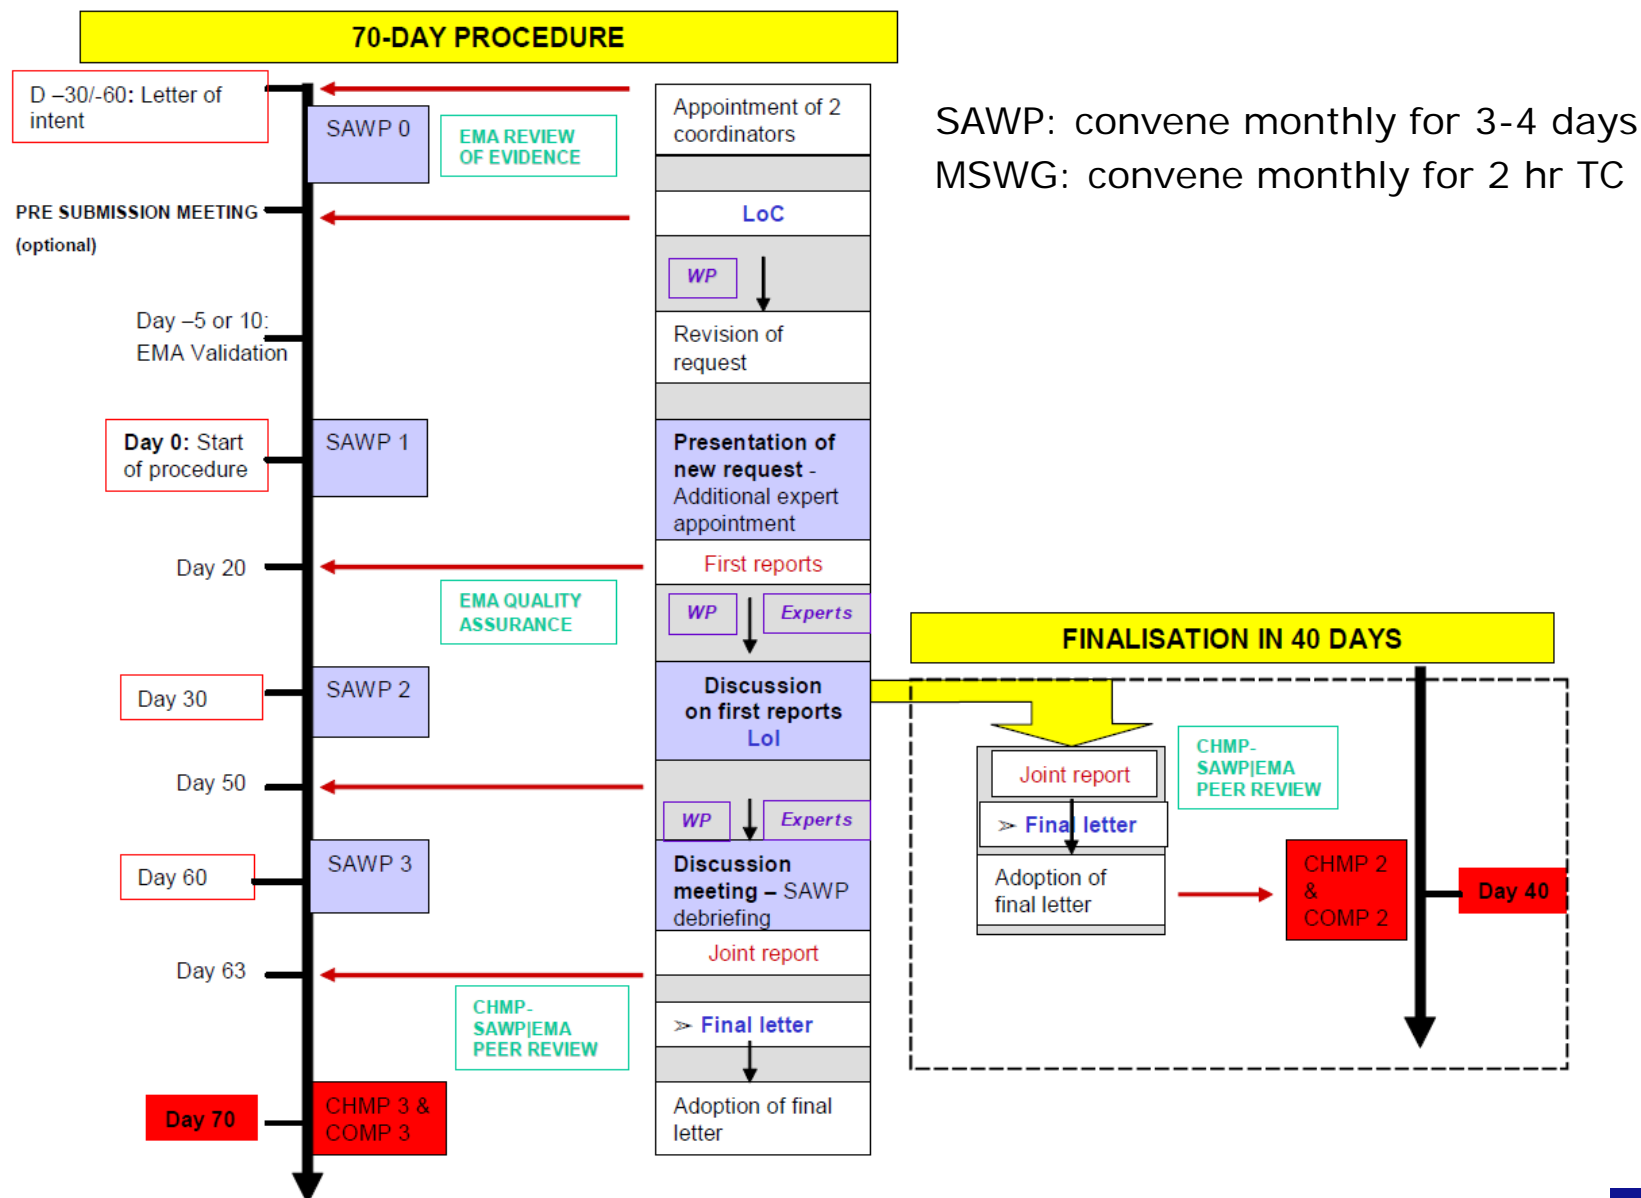 70-DAY PROCEDURE
D –30/-60: Letter of
intent
SAWP 0
EMA REVIEW
OF EVIDENCE
Appointment of 2
coordinators
SAWP: convene monthly for 3-4 days
MSWG: convene monthly for 2 hr TC
PRE SUBMISSION MEETING
(optional)
LoC
WP
Day –5 or 10:
EMA Validation
Revision of
request
Day 0: Start
of procedure
SAWP 1
Presentation of
new request -
Additional expert
appointment
Day 20
First reports
EMA QUALITY
ASSURANCE
WP
Experts
Day 30
SAWP 2
Discussion
on first reports
LoI
Day 50
WP
Experts
Day 60
SAWP 3
Discussion
meeting – SAWP
debriefing
Day 63
Joint report
CHMP-
SAWP|EMA
PEER REVIEW
➢ Final letter
Day 70
CHMP 3 &
COMP 3
Adoption of final
letter
FINALISATION IN 40 DAYS
Joint report
CHMP-
SAWP|EMA
PEER REVIEW
➢ Final letter
Adoption of
final letter
CHMP 2
&
COMP 2
Day 40